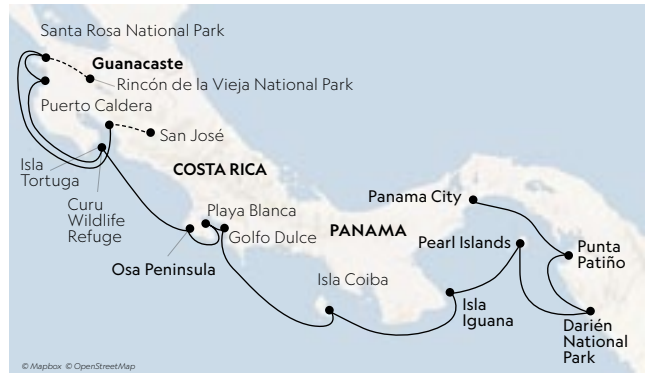 Santa Rosa National Park
Guanacaste
Rincón de la Vieja National Park
Puerto Caldera
San José
Isla
Tortuga
COSTA RICA
Curu
Wildlife
Refuge
Playa Blanca
Golfo Dulce
Osa Peninsula
PANAMA
Panama City
Pearl Islands
Punta
Patiño
Isla Coiba
Isla
Iguana
Darién
National
Park
© Mapbox © OpenStreetMap